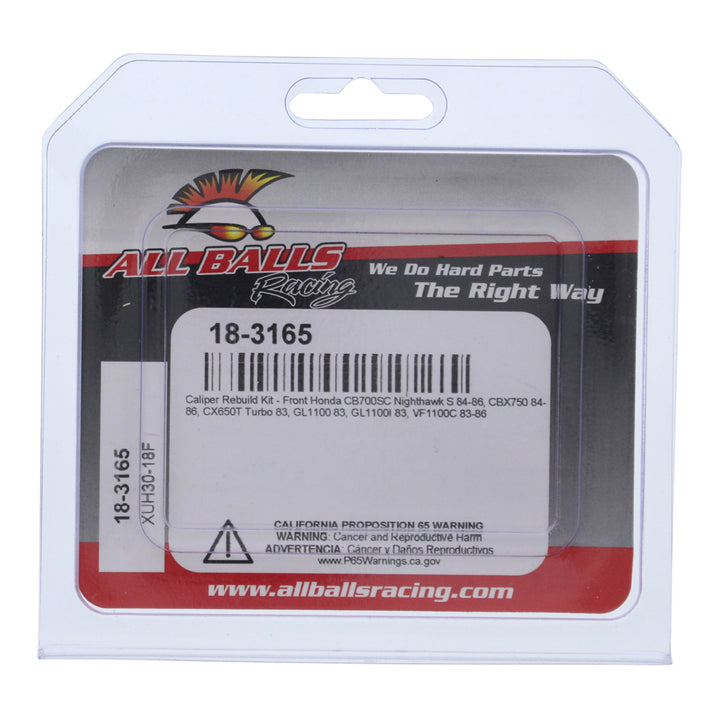 ALL BALLS
Racing
We Do Hard Parts
The Right Way
18-3165
Caliper Rebuild Kit - Front Honda CB700SC Nighthawk S 84-86, CBX750 84-
86, CX650T Turbo 83, GL1100 83, GL1100I 83, VF1100C 83-86
18-3165
XUH30-18F
CALIFORNIA PROPOSITION 65 WARNING
WARNING: Cancer and Reproductive Harm
ADVERTENCIA: Cáncer y Daños Reproductivos
www.P65Warnings.ca.gov
www.allballsracing.com